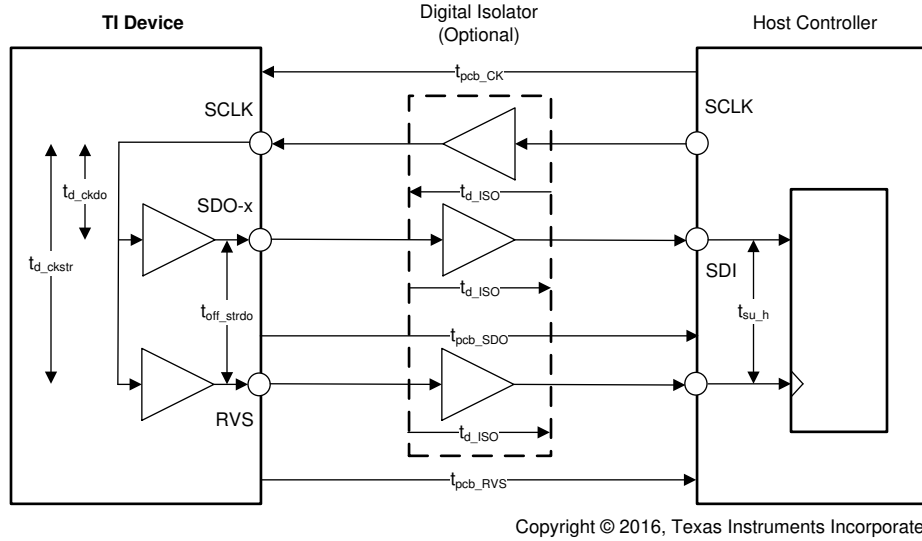 TI Device
Digital Isolator
(Optional)
Host Controller
t_pcb_CK
SCLK
SCLK
t_d_ckdo
t_d_ISO
SDO-x
t_d_ckstr
SDI
t_off_strdo
t_d_ISO
t_su_h
t_pcb_SDO
RVS
t_d_ISO
t_pcb_RVS
Copyright © 2016, Texas Instruments Incorporate